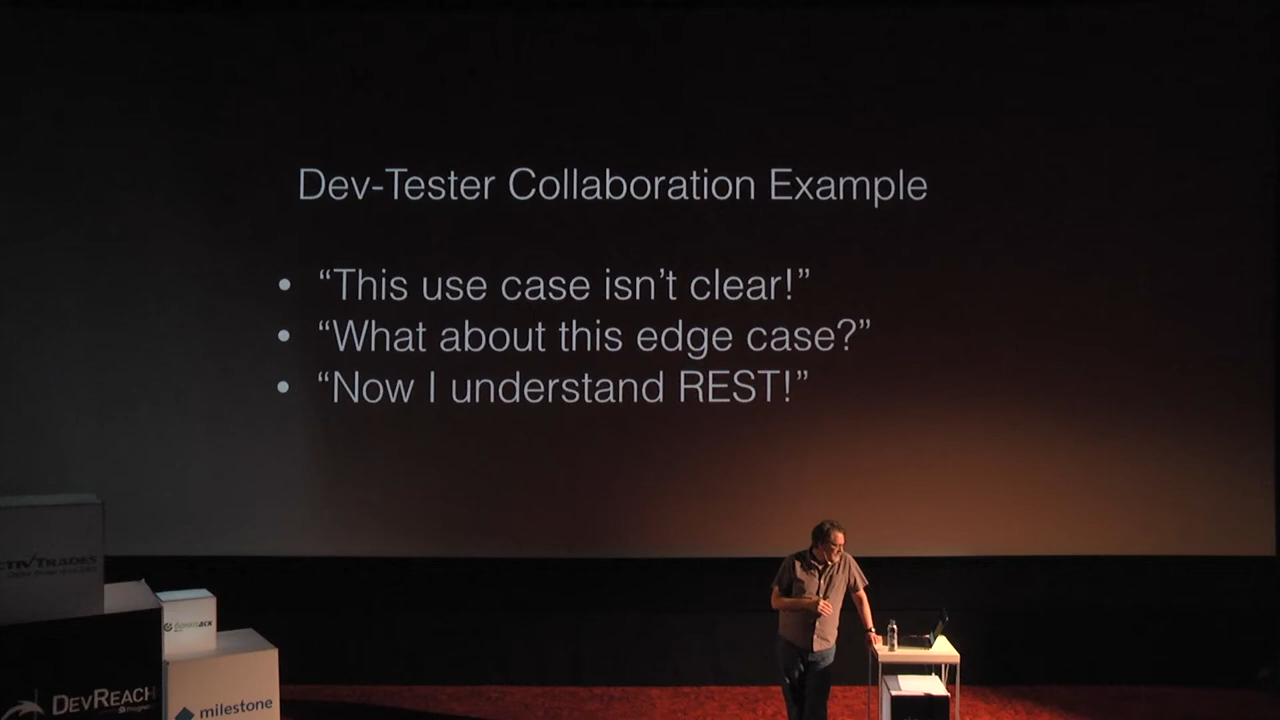 Dev-Tester Collaboration Example
• “This use case isn’t clear!”
• “What about this edge case?”
• “Now I understand REST!”
DEVREACH
milestone